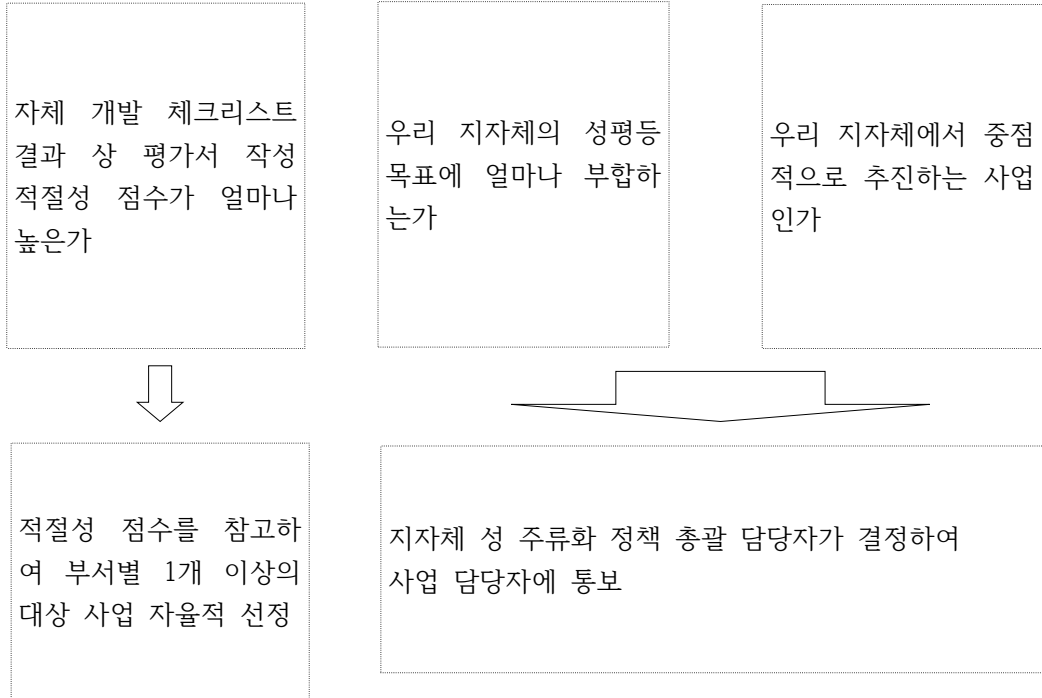 자체 개발 체크리스트
결과 상 평가서 작성
적절성 점수가 얼마나
높은가
우리 지자체의 성평등
목표에 얼마나 부합하
는가
우리 지자체에서 중점
적으로 추진하는 사업
인가
적절성 점수를 참고하
여 부서별 1개 이상의
대상 사업 자율적 선정
지자체 성 주류화 정책 총괄 담당자가 결정하여
사업 담당자에 통보